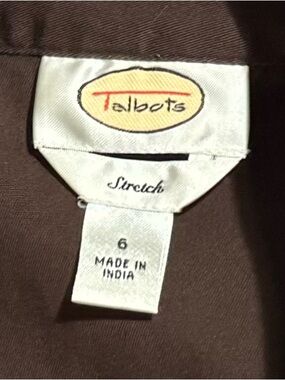 Talbots
Stretch
6
MADE IN
INDIA